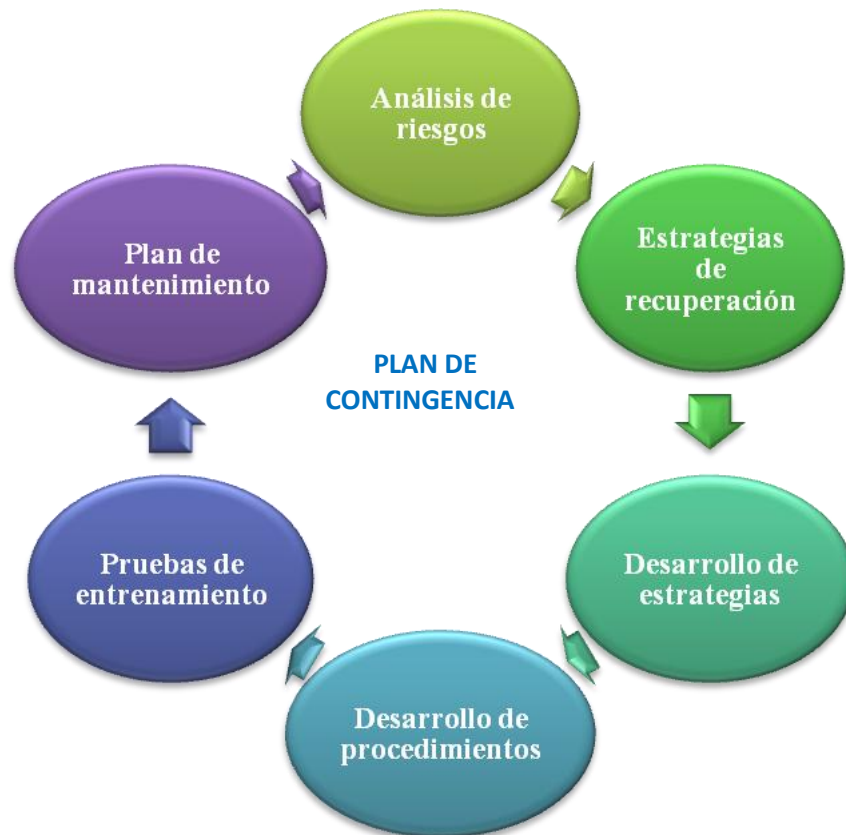 Análisis de
riesgos
Estrategias
de
recuperación
Desarrollo de
estrategias
Desarrollo de
procedimientos
Pruebas de
entrenamiento
Plan de
mantenimiento
PLAN DE
CONTINGENCIA